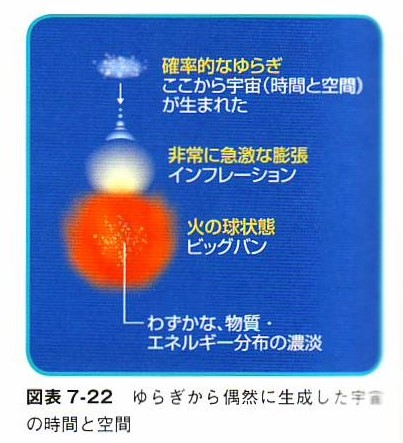 確率的なゆらぎ
ここから宇宙(時間と空間)
が生まれた
非常に急激な膨張
インフレーション
火の球状態
ビッグバン
わずかな、物質・
エネルギー分布の濃淡
図表 7-22 ゆらぎから偶然に生成した宇宙
の時間と空間